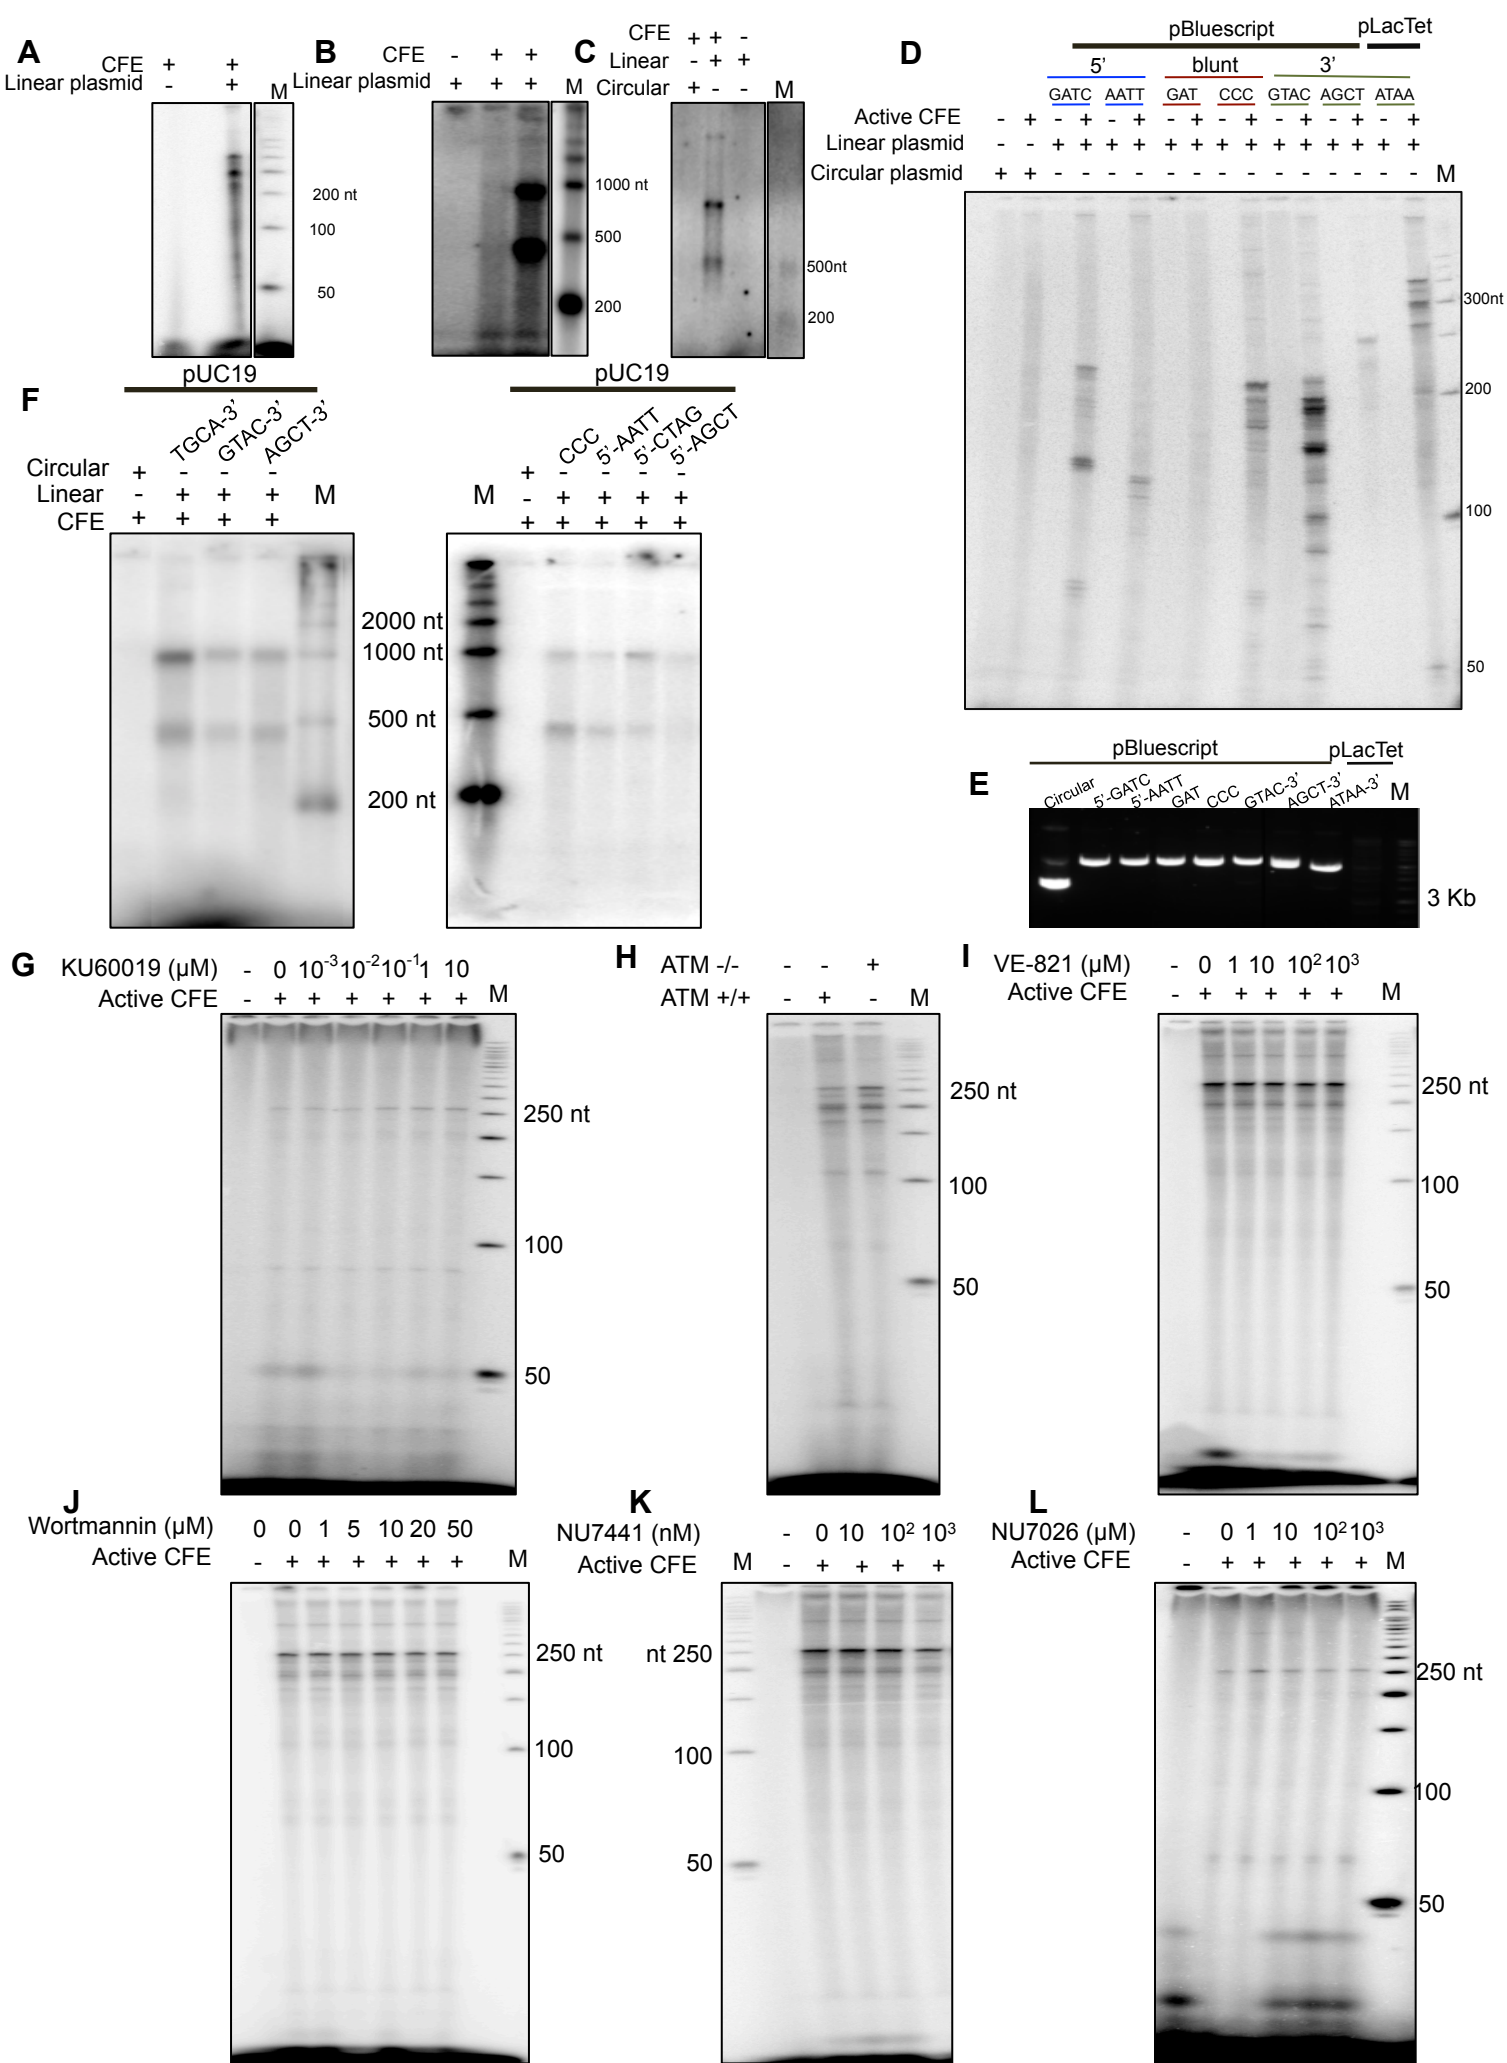 A
CFE + +
Linear plasmid - + M
200 nt
100
50
B
CFE - + +
Linear plasmid + + + M
1000 nt
500
200
C
CFE + + -
Linear - + +
Circular + - - M
500nt
200
D
pBluescript pLacTet
5’ blunt 3’
GATC AATT GAT CCC GTAC AGCT ATAA
Active CFE - + - + - + - + - + - + - + - +
Linear plasmid - - + + + + + + + + + + + + + +
Circular plasmid + + - - - - - - - - - - - - - - M
300nt
200
100
50
E
pBluescript pLacTet
Circular 5’-GATC 5’-AATT GAT CCC GTAC-3’ AGCT-3’ ATAA-3’ M
3 Kb
F
pUC19
TGCA-3’ GTAC-3’ AGCT-3’
Circular + - - -
Linear - + + + M
CFE + + + +
2000 nt
1000 nt
500 nt
200 nt
pUC19
CCC 5’-AATT 5’-CTAG 5’-AGCT
+ - - - -
M - + + + +
+ + + + +
G
KU60019 (µM) - 0 10-3 10-2 10-1 1 10
Active CFE - + + + + + + M
250 nt
100
50
H
ATM -/- - - +
ATM +/+ - + - M
250 nt
100
50
I
VE-821 (µM) - 0 1 10 10² 10³
Active CFE - + + + + + M
250 nt
100
50
J
Wortmannin (µM) 0 0 1 5 10 20 50
Active CFE - + + + + + + M
250 nt
100
50
K
NU7441 (nM) - 0 10 10² 10³
Active CFE M - + + + +
nt 250
100
50
L
NU7026 (µM) - 0 1 10 10² 10³
Active CFE - + + + + + M
250 nt
100
50